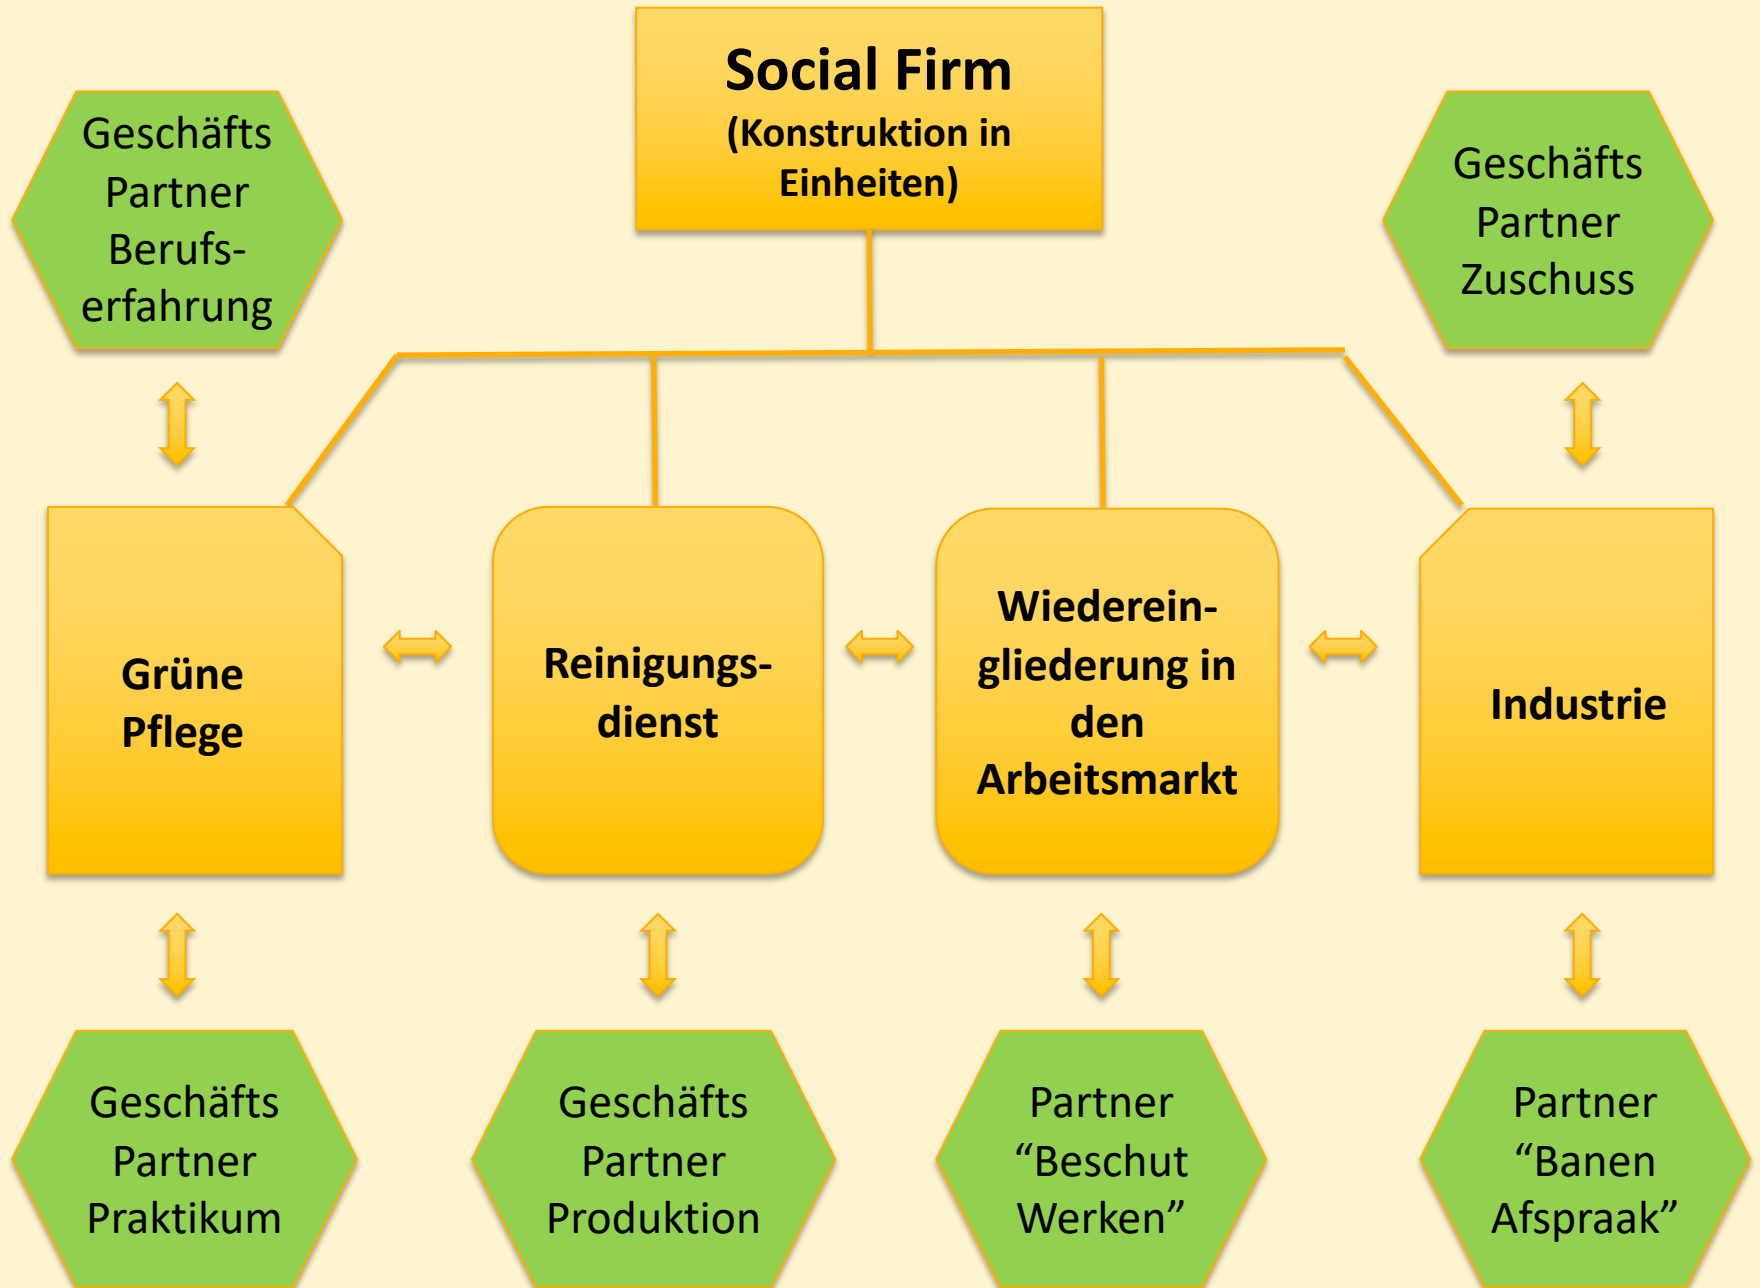 Social Firm
(Konstruktion in
Einheiten)
Geschäfts
Partner
Berufs-
erfahrung
Geschäfts
Partner
Zuschuss
Grüne
Pflege
Reinigungs-
dienst
Wiederein-
gliederung in
den
Arbeitsmarkt
Industrie
Geschäfts
Partner
Praktikum
Geschäfts
Partner
Produktion
Partner
“Beschut
Werken”
Partner
“Banen
Afspraak”